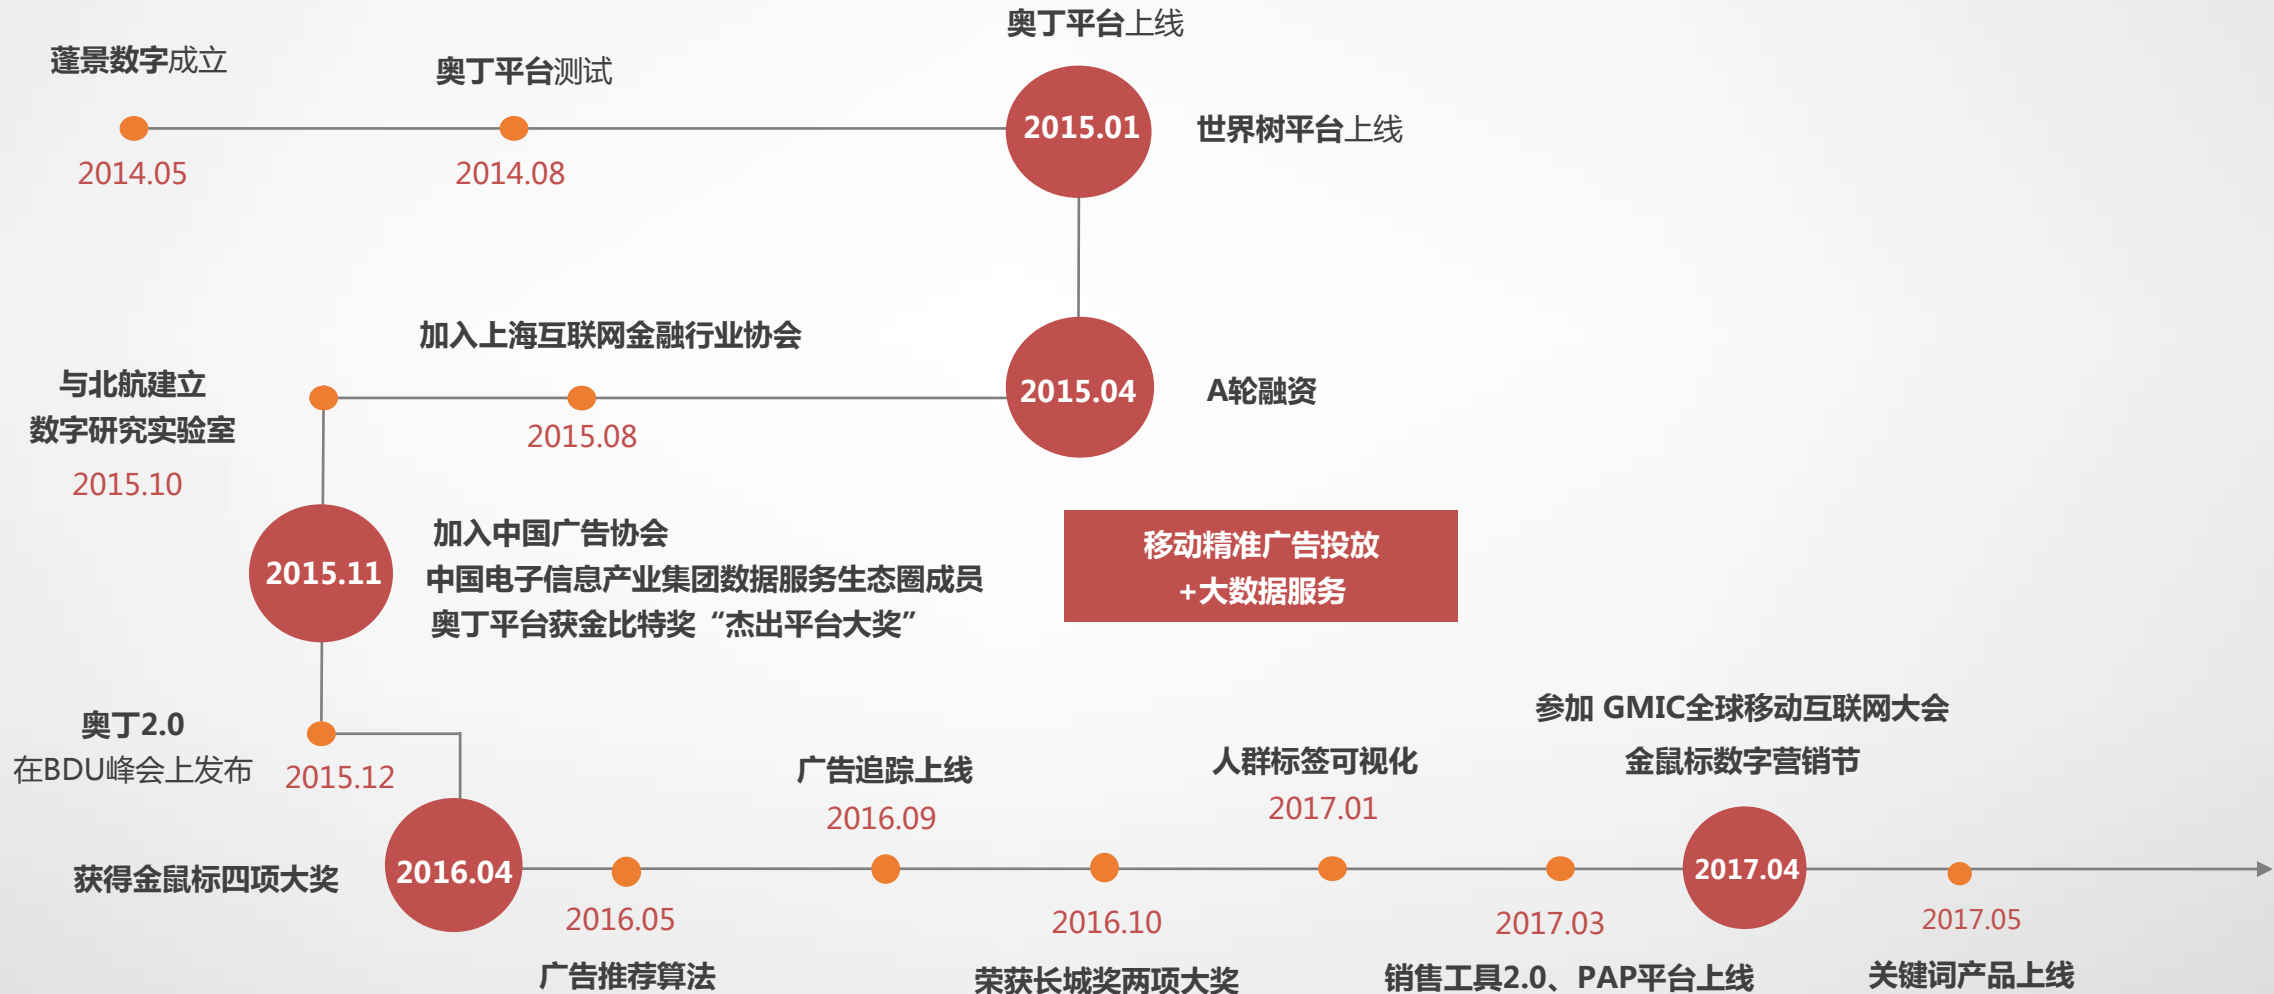 蓬景数字成立
2014.05
奥丁平台测试
2014.08
奥丁平台上线
2015.01
世界树平台上线
2015.04
A轮融资
加入上海互联网金融行业协会
2015.08
与北航建立
数字研究实验室
2015.10
2015.11
加入中国广告协会
中国电子信息产业集团数据服务生态圈成员
奥丁平台获金比特奖“杰出平台大奖”
移动精准广告投放
+大数据服务
奥丁2.0
在BDU峰会上发布
2015.12
获得金鼠标四项大奖
2016.04
2016.05
广告推荐算法
广告追踪上线
2016.09
2016.10
荣获长城奖两项大奖
人群标签可视化
2017.01
2017.03
销售工具2.0、PAP平台上线
参加 GMIC全球移动互联网大会
金鼠标数字营销节
2017.04
2017.05
关键词产品上线